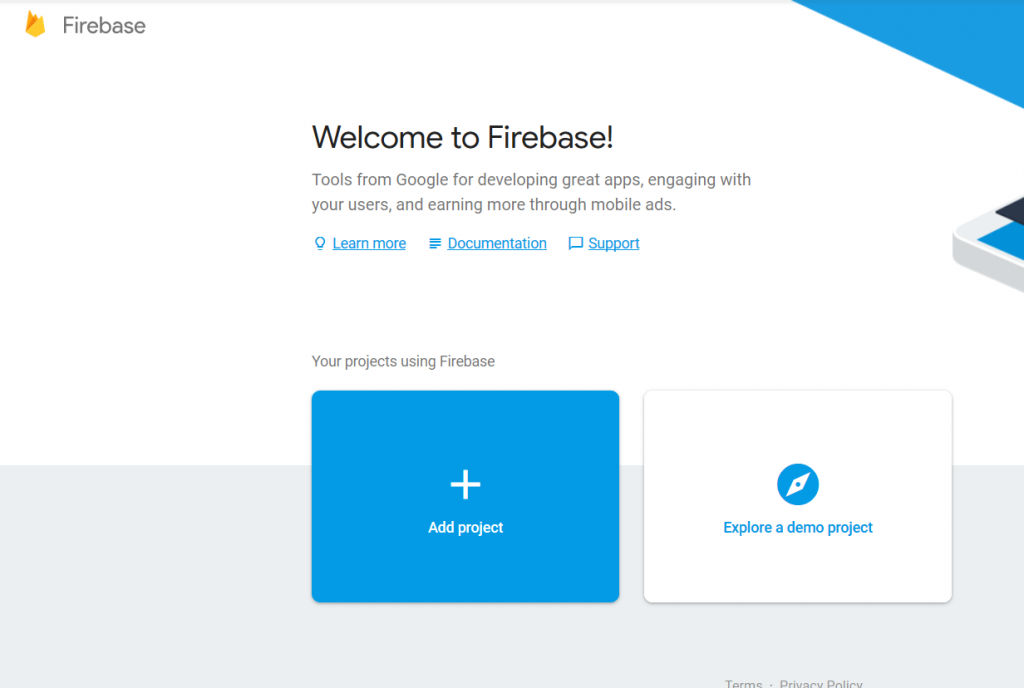 Firebase
Welcome to Firebase!
Tools from Google for developing great apps, engaging with
your users, and earning more through mobile ads.
Learn more Documentation Support
Your projects using Firebase
Add project Explore a demo project
Terms · Privacy Policy